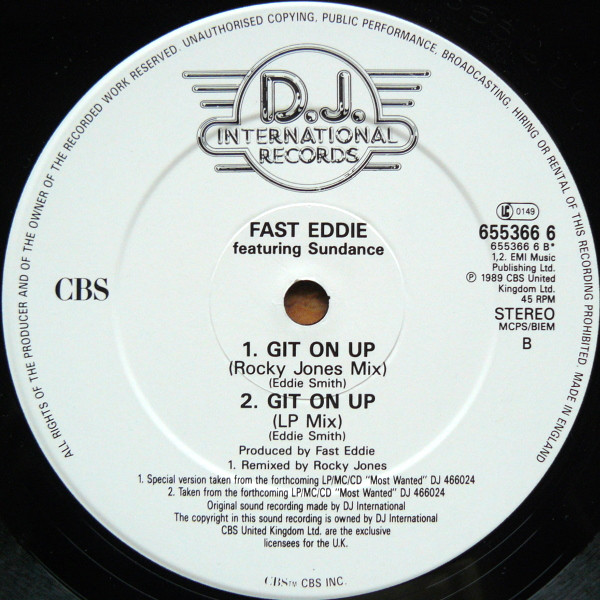 ALL RIGHTS OF THE PRODUCER AND OF THE OWNER OF THE RECORDED WORK RESERVED. UNAUTHORISED COPYING, PUBLIC PERFORMANCE, BROADCASTING, HIRING OR RENTAL OF THIS RECORDING PROHIBITED. MADE IN ENGLAND
D.J.
INTERNATIONAL
RECORDS
FAST EDDIE
featuring Sundance
CBS
LC 0149
655366 6
655366 6 B*
1,2. EMI Music
Publishing Ltd.
℗ 1989 CBS United
Kingdom Ltd.
45 RPM
STEREO
MCPS/BIEM
B
1. GIT ON UP
(Rocky Jones Mix)
(Eddie Smith)
2. GIT ON UP
(LP Mix)
(Eddie Smith)
Produced by Fast Eddie
1. Remixed by Rocky Jones
1. Special version taken from the forthcoming LP/MC/CD "Most Wanted" DJ 466024
2. Taken from the forthcoming LP/MC/CD "Most Wanted" DJ 466024
Original sound recording made by DJ International
The copyright in this sound recording is owned by DJ International
CBS United Kingdom Ltd. are the exclusive
licensees for the U.K.
CBS™ CBS INC.